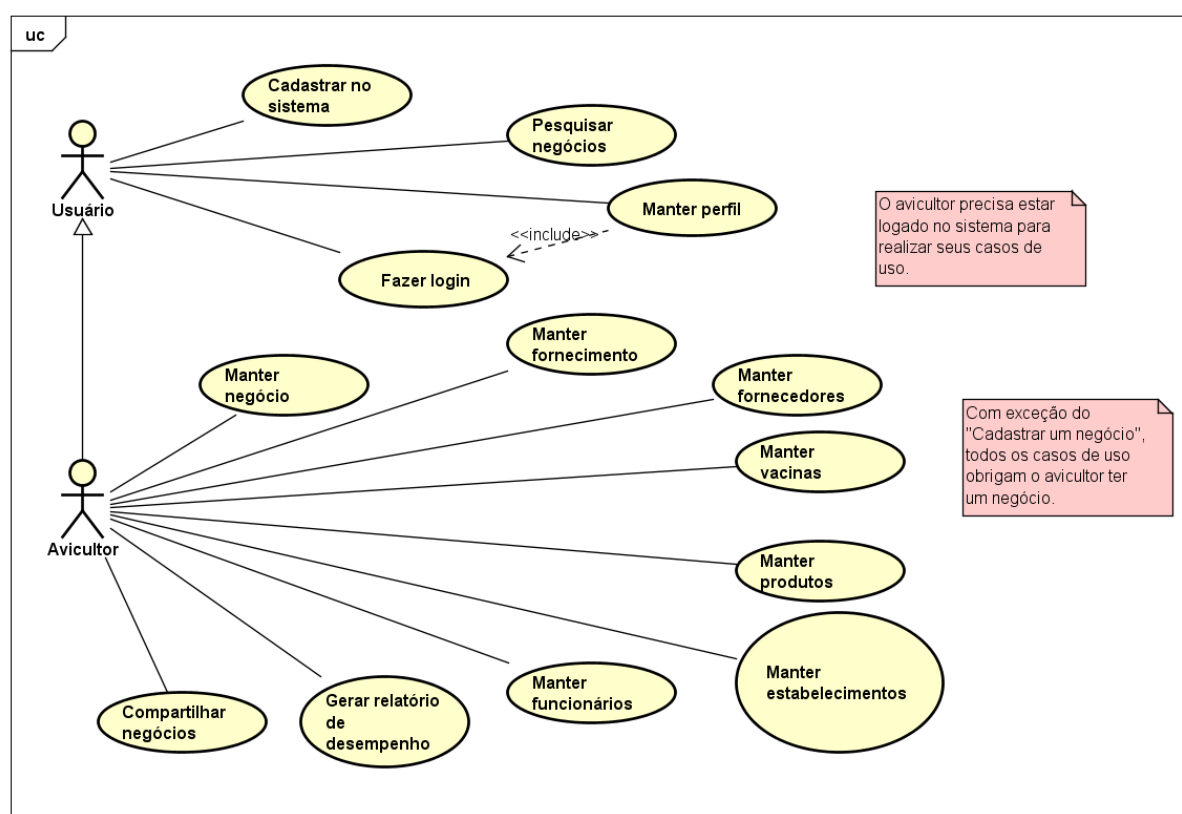 uc
Cadastrar no
sistema
Pesquisar
negócios
Usuário
Manter perfil
<<include>>
Fazer login
O avicultor precisa estar
logado no sistema para
realizar seus casos de
uso.
Manter
fornecimento
Manter
negócio
Manter
fornecedores
Manter
vacinas
Com exceção do
"Cadastrar um negócio",
todos os casos de uso
obrigam o avicultor ter
um negócio.
Avicultor
Manter
produtos
Manter
estabelecimentos
Manter
funcionários
Gerar relatório
de
desempenho
Compartilhar
negócios